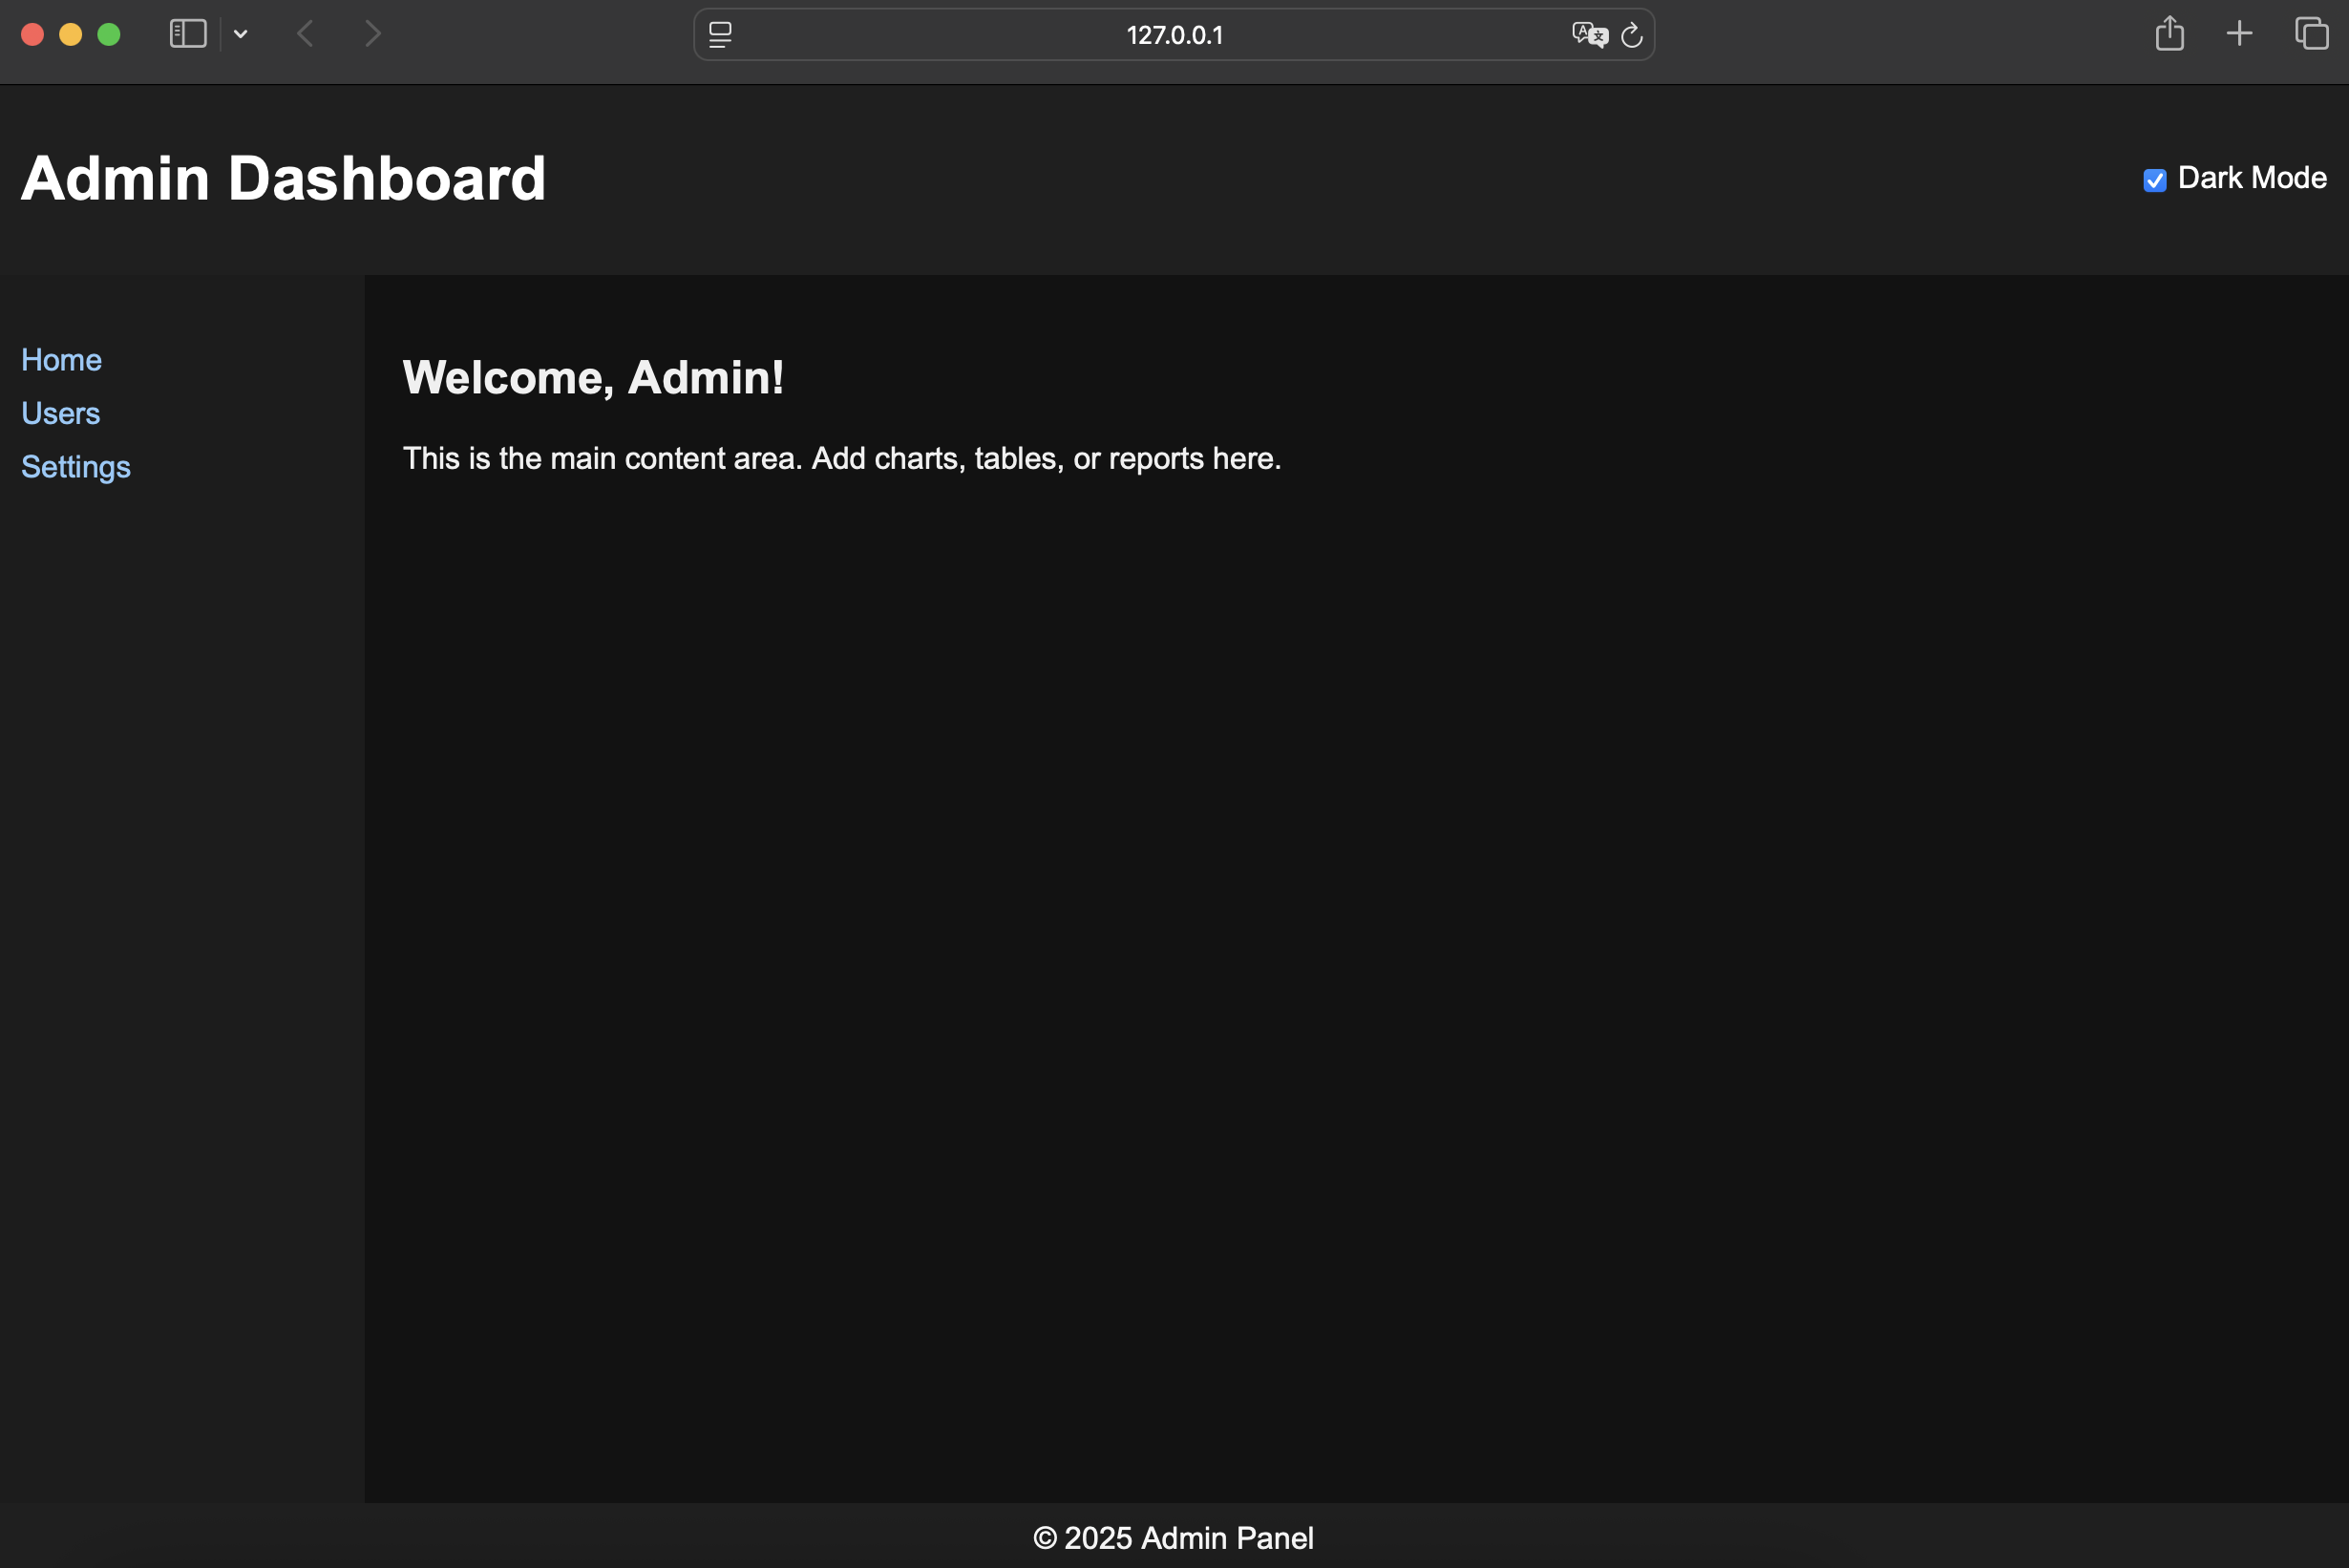 127.0.0.1
Admin Dashboard
Dark Mode
Home
Users
Settings
Welcome, Admin!
This is the main content area. Add charts, tables, or reports here.
© 2025 Admin Panel